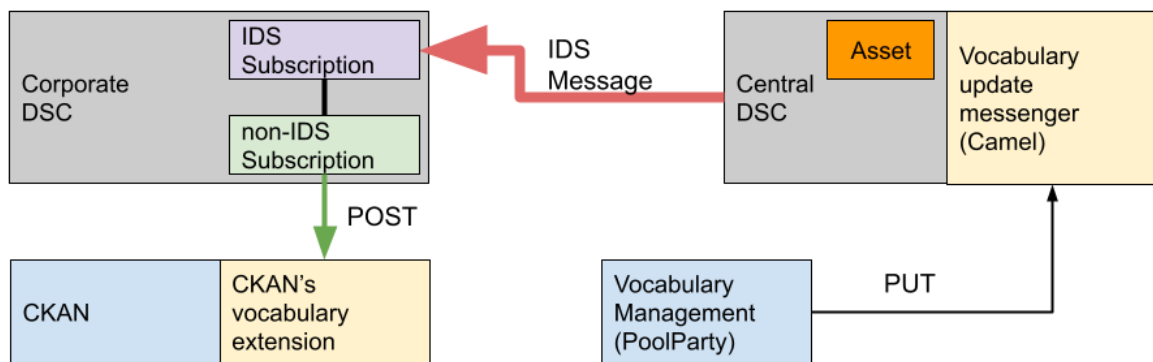 IDS
Subscription
Corporate
DSC
non-IDS
Subscription
IDS
Message
Asset
Central
DSC
Vocabulary
update
messenger
(Camel)
POST
CKAN
CKAN's
vocabulary
extension
Vocabulary
Management
(PoolParty)
PUT